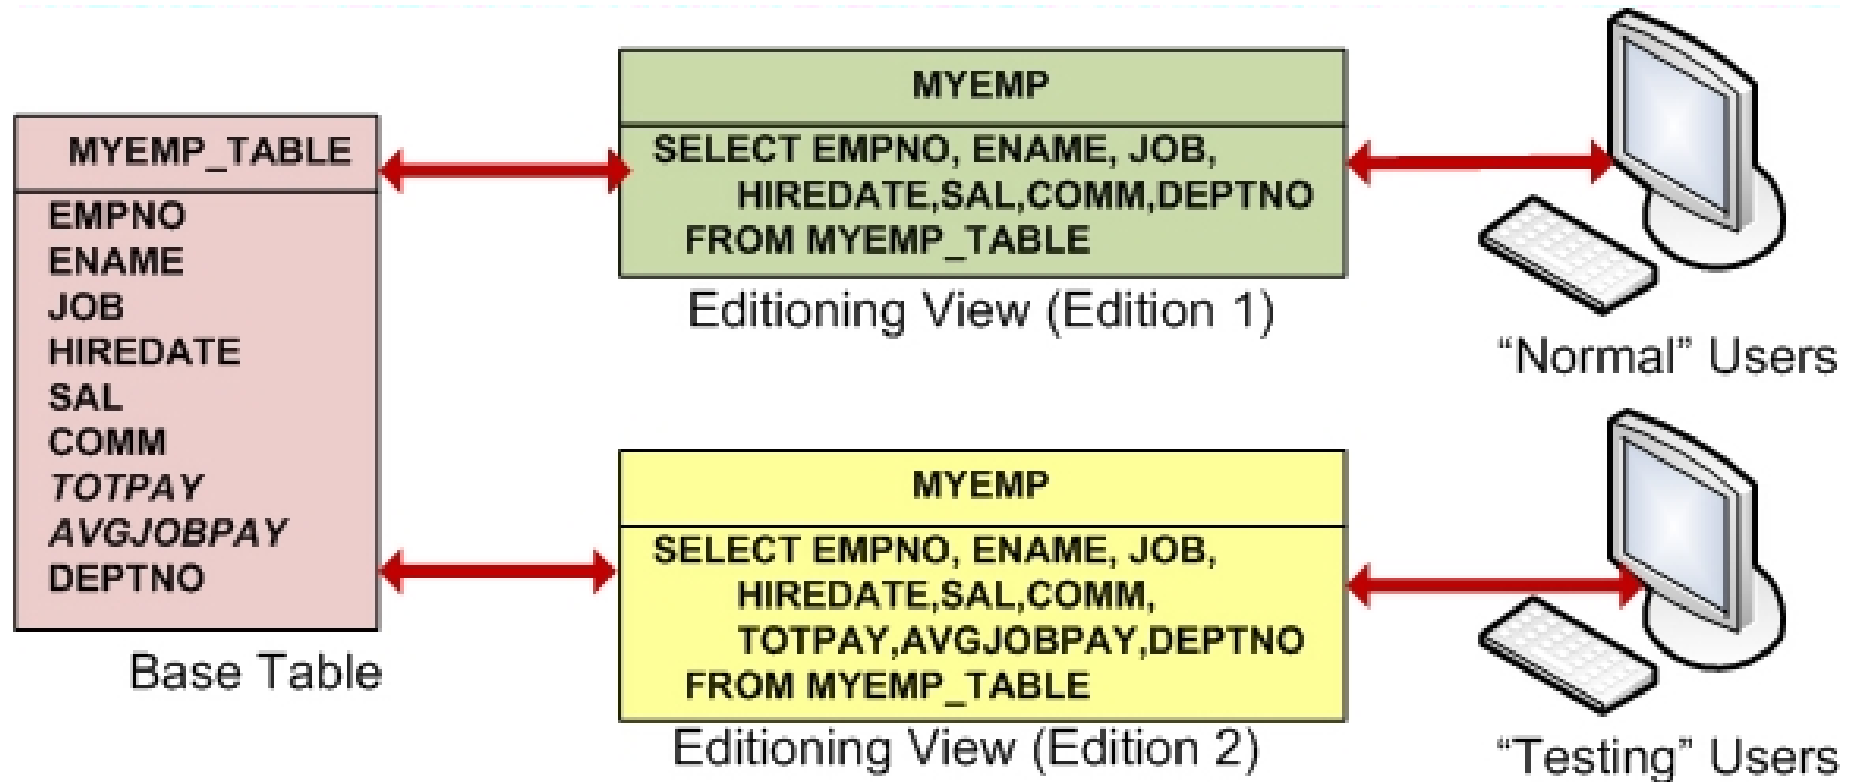 MYEMP_TABLE
EMPNO
ENAME
JOB
HIREDATE
SAL
COMM
TOTPAY
AVGJOBPAY
DEPTNO
Base Table
MYEMP
SELECT EMPNO, ENAME, JOB,
HIREDATE,SAL,COMM,DEPTNO
FROM MYEMP_TABLE
Editioning View (Edition 1)
“Normal” Users
MYEMP
SELECT EMPNO, ENAME, JOB,
HIREDATE,SAL,COMM,
TOTPAY,AVGJOBPAY,DEPTNO
FROM MYEMP_TABLE
Editioning View (Edition 2)
“Testing” Users